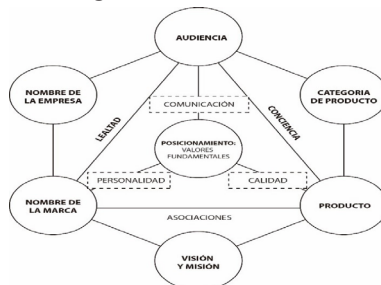 AUDIENCIA
NOMBRE DE
LA EMPRESA
CATEGORIA
DE PRODUCTO
COMUNICACIÓN
LEALTAD
CONCIENCIA
POSICIONAMIENTO:
VALORES
FUNDAMENTALES
PERSONALIDAD
CALIDAD
NOMBRE DE
LA MARCA
PRODUCTO
ASOCIACIONES
VISIÓN
Y MISIÓN